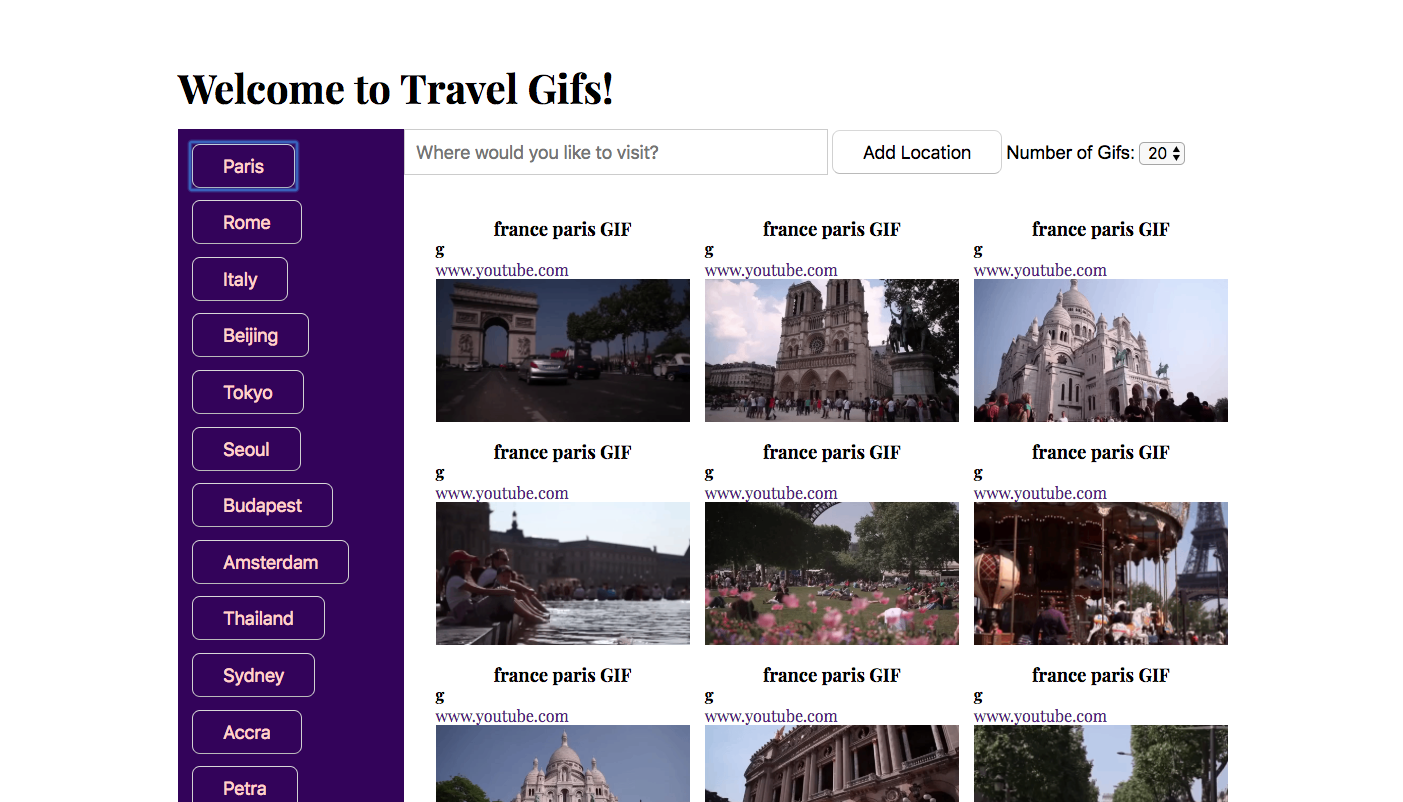 Welcome to Travel Gifs!
Paris
Rome
Italy
Beijing
Tokyo
Seoul
Budapest
Amsterdam
Thailand
Sydney
Accra
Petra
Where would you like to visit?
Add Location
Number of Gifs: 20
france paris GIF
g
www.youtube.com
france paris GIF
g
www.youtube.com
france paris GIF
g
www.youtube.com
france paris GIF
g
www.youtube.com
france paris GIF
g
www.youtube.com
france paris GIF
g
www.youtube.com
france paris GIF
g
www.youtube.com
france paris GIF
g
www.youtube.com
france paris GIF
g
www.youtube.com